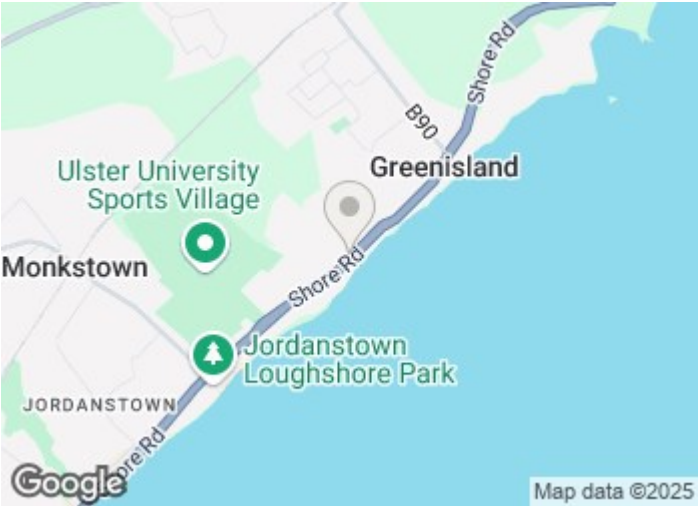 Shore Rd
B90
Greenisland
Ulster University
Sports Village
Monkstown
Shore Rd
Jordanstown
Loughshore Park
JORDANSTOWN
ore Rd
Google
Map data ©2025